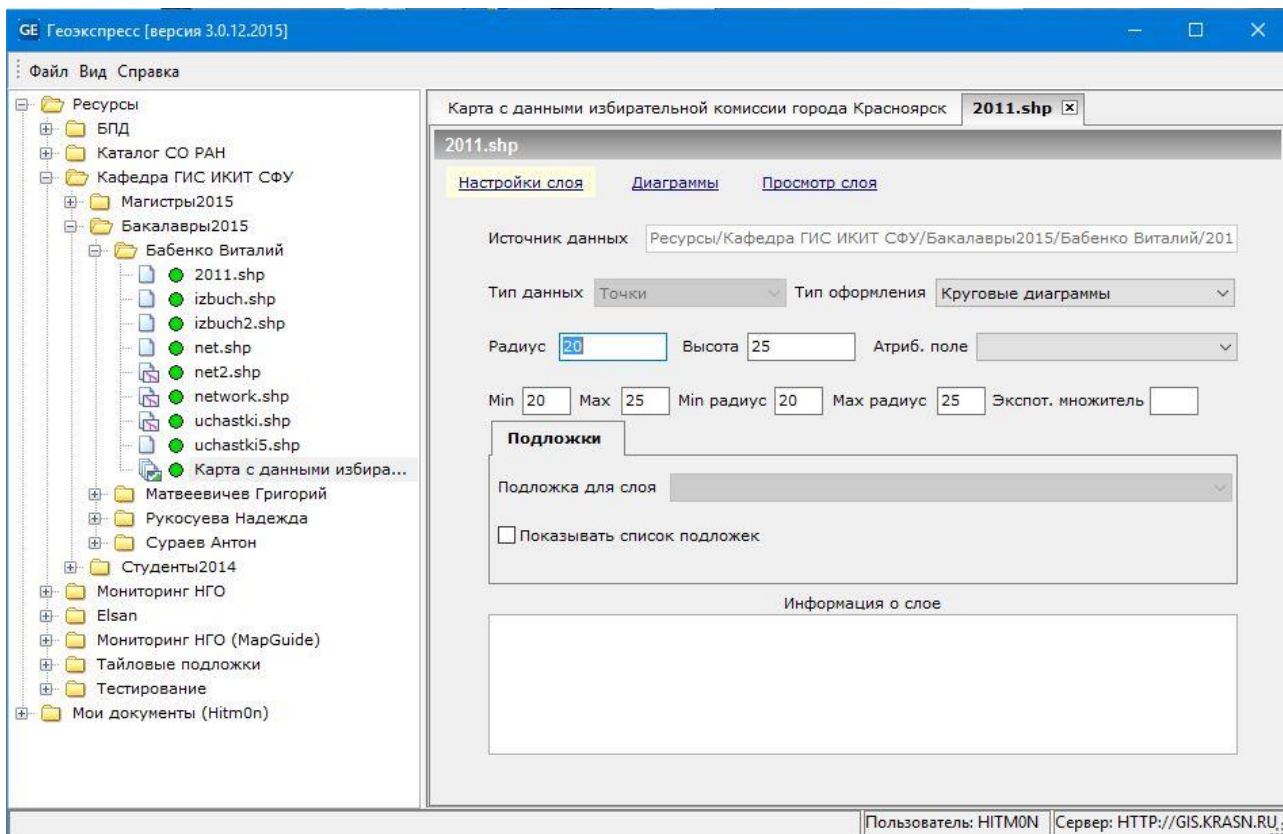 GE Геоэкспресс [версия 3.0.12.2015]
Файл Вид Справка
Ресурсы
БПД
Каталог СО РАН
Кафедра ГИС ИКИТ СФУ
Магистры2015
Бакалавры2015
Бабенко Виталий
2011.shp
izbuch.shp
izbuch2.shp
net.shp
net2.shp
network.shp
uchastki.shp
uchastki5.shp
Карта с данными избира...
Матвеевичев Григорий
Рукосуева Надежда
Сураев Антон
Студенты2014
Мониторинг НГО
Elsan
Мониторинг НГО (MapGuide)
Тайловые подложки
Тестирование
Мои документы (Hitm0n)
Карта с данными избирательной комиссии города Красноярск 2011.shp
2011.shp
Настройки слоя Диаграммы Просмотр слоя
Источник данных Ресурсы/Кафедра ГИС ИКИТ СФУ/Бакалавры2015/Бабенко Виталий/201
Тип данных Точки Тип оформления Круговые диаграммы
Радиус 20 Высота 25 Атриб. поле
Min 20 Max 25 Min радиус 20 Max радиус 25 Экспот. множитель
Подложки
Подложка для слоя
Показывать список подложек
Информация о слое
Пользователь: HITM0N Сервер: HTTP://GIS.KRASN.RU